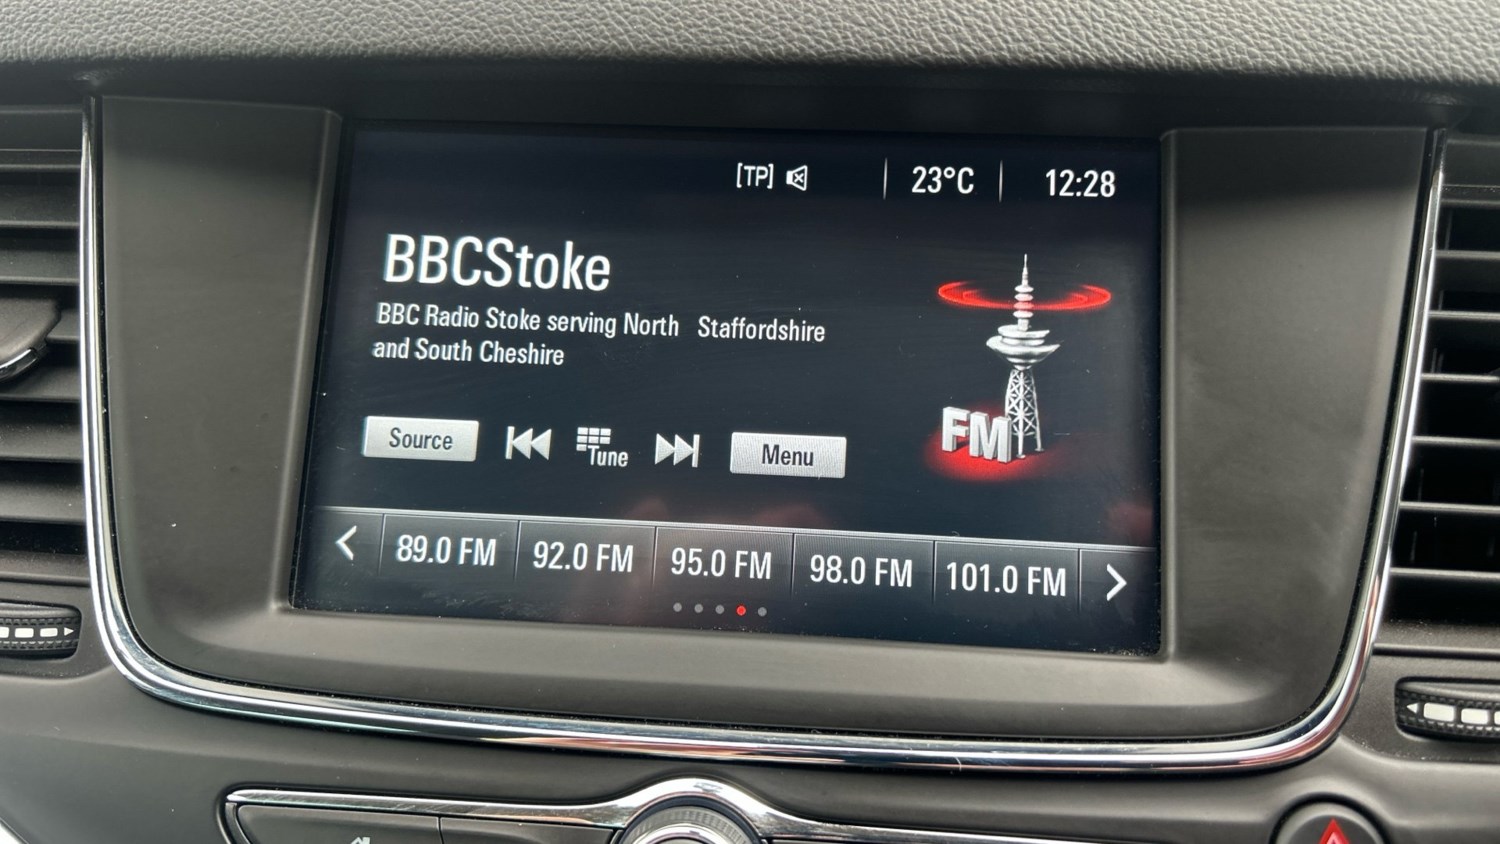 [TP] 23°C 12:28
BBCStoke
BBC Radio Stoke serving North Staffordshire
and South Cheshire
Source Tune Menu
FM
89.0 FM 92.0 FM 95.0 FM 98.0 FM 101.0 FM